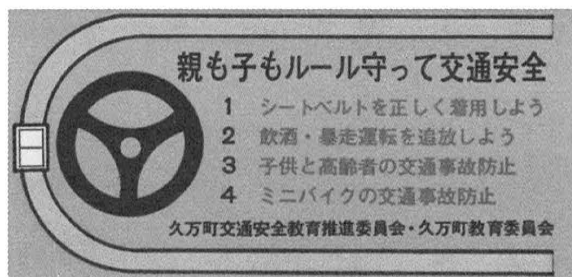 親も子もルール守って交通安全
1 シートベルトを正しく着用しよう
2 飲酒・暴走運転を追放しよう
3 子供と高齢者の交通事故防止
4 ミニバイクの交通事故防止
久万町交通安全教育推進委員会・久万町教育委員会